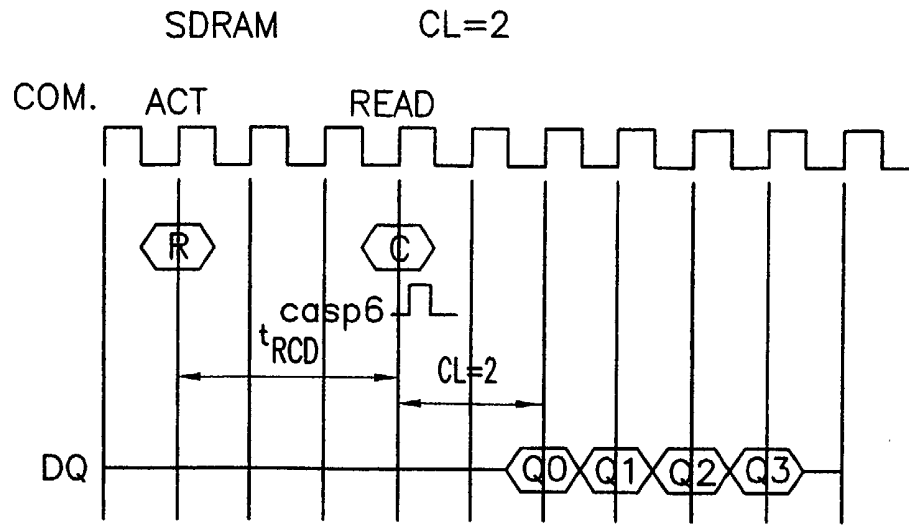 SDRAM CL=2
COM. ACT READ
R C
casp6
tRCD
CL=2
DQ Q0 Q1 Q2 Q3